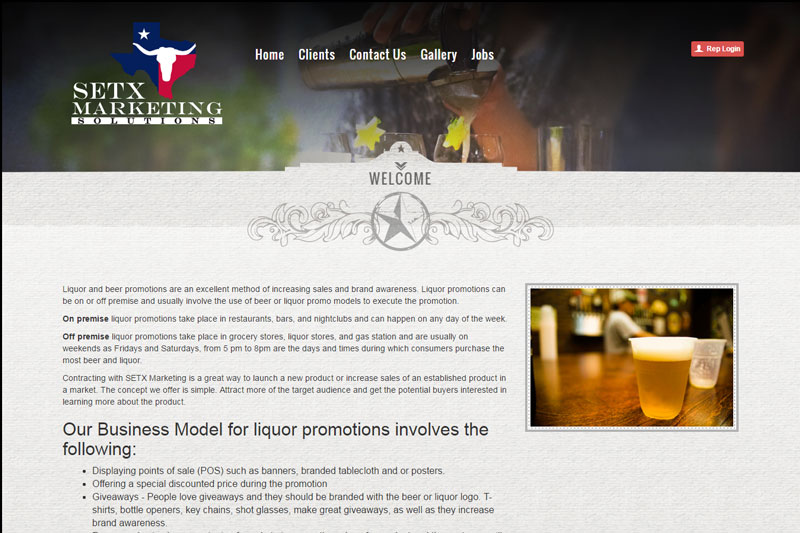 SETX
MARKETING
SOLUTIONS
Home Clients Contact Us Gallery Jobs
Rep Login
WELCOME
Liquor and beer promotions are an excellent method of increasing sales and brand awareness. Liquor promotions can
be on or off premise and usually involve the use of beer or liquor promo models to execute the promotion.
On premise liquor promotions take place in restaurants, bars, and nightclubs and can happen on any day of the week.
Off premise liquor promotions take place in grocery stores, liquor stores, and gas station and are usually on
weekends as Fridays and Saturdays, from 5 pm to 8pm are the days and times during which consumers purchase the
most beer and liquor.
Contracting with SETX Marketing is a great way to launch a new product or increase sales of an established product in
a market. The concept we offer is simple. Attract more of the target audience and get the potential buyers interested in
learning more about the product.
Our Business Model for liquor promotions involves the
following:
Displaying points of sale (POS) such as banners, branded tablecloth and or posters.
Offering a special discounted price during the promotion
Giveaways - People love giveaways and they should be branded with the beer or liquor logo. T-
shirts, bottle openers, key chains, shot glasses, make great giveaways, as well as they increase
brand awareness.